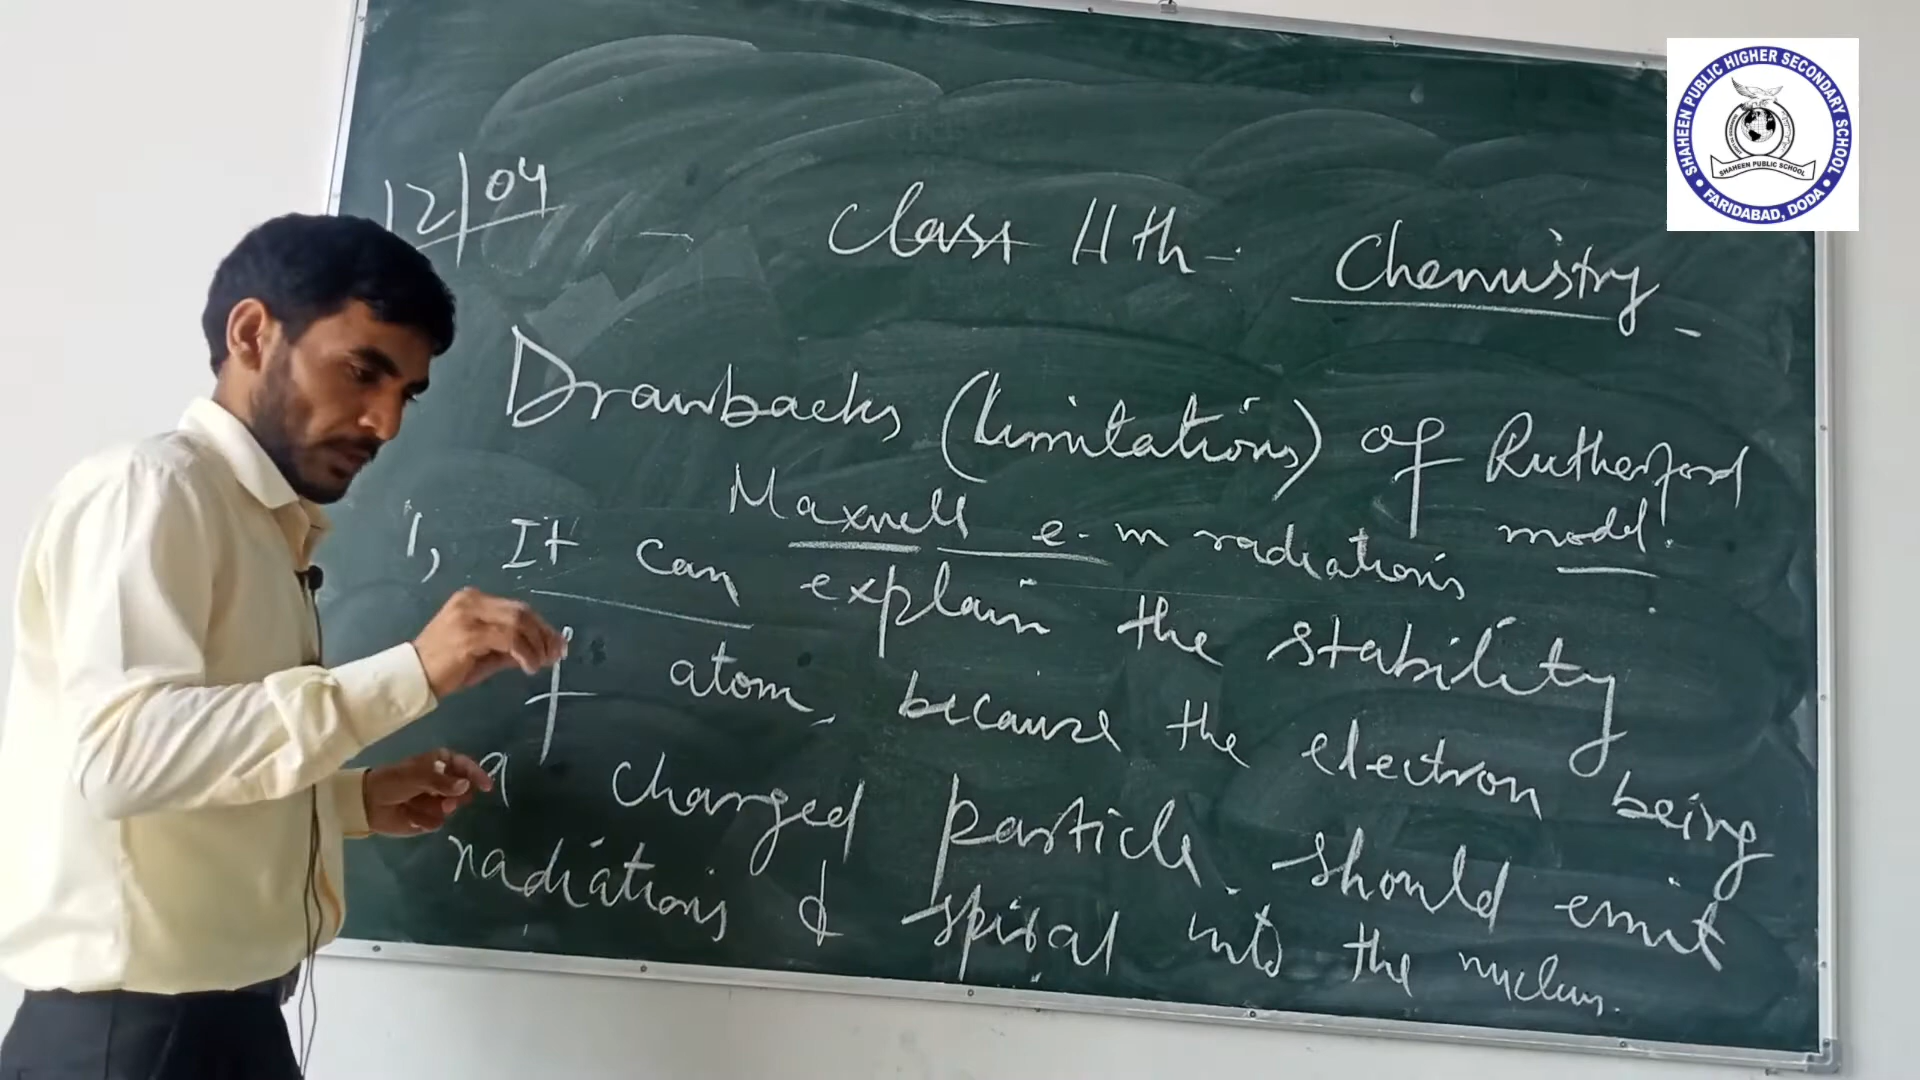 12/04 - Class 11th - Chemistry -
Drawbacks (Limitations) of Rutherford model.
Maxwell e-m radiations
1, It can explain the stability
of atom, because the electron being
a charged particle should emit
radiations & spiral into the nucleus.
SHAHEEN PUBLIC HIGHER SECONDARY SCHOOL
SHAHEEN PUBLIC SCHOOL
FARIDABAD, DODA